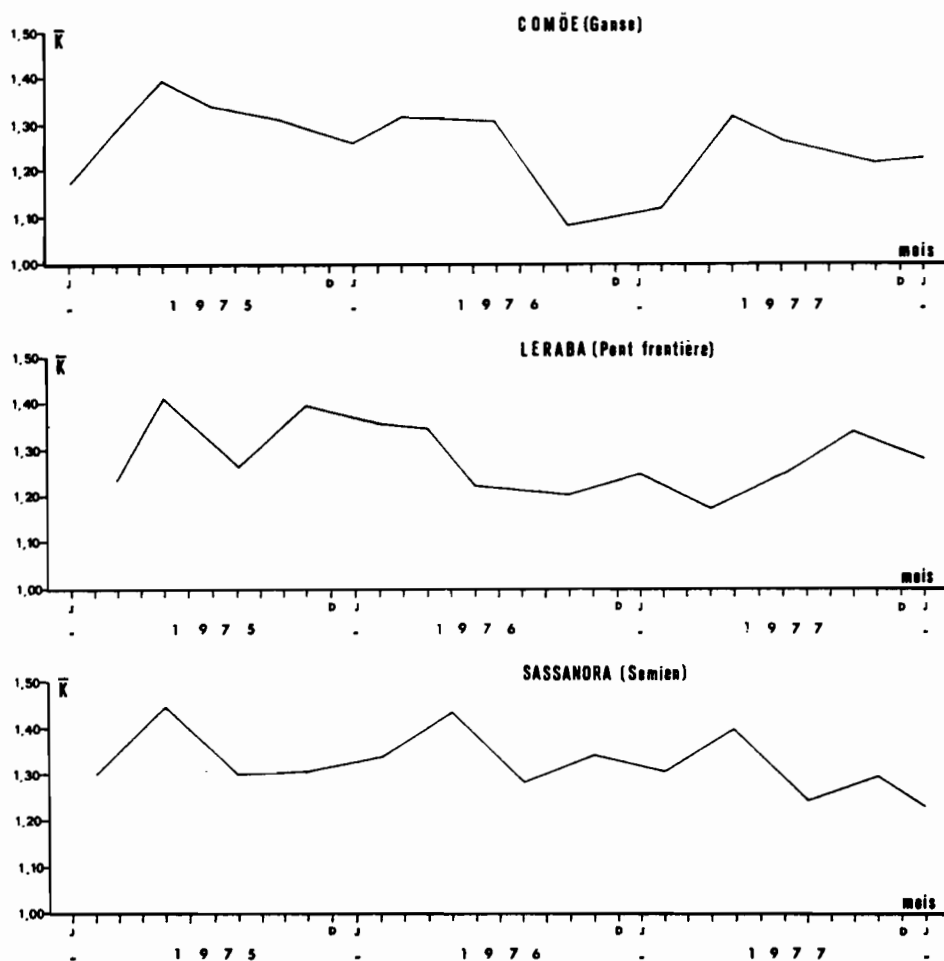 COMÖE (Ganse)
K̅
1,50
1,40
1,30
1,20
1,10
1,00
mois
J D J D J D J
- 1 9 7 5 - 1 9 7 6 - 1 9 7 7 -
LERABA (Pont frontière)
K̅
1,50
1,40
1,30
1,20
1,10
1,00
mois
J D J D J D J
- 1 9 7 5 - 1 9 7 6 - 1 9 7 7 -
SASSANDRA (Semien)
K̅
1,50
1,40
1,30
1,20
1,10
1,00
mois
J D J D J D J
- 1 9 7 5 - 1 9 7 6 - 1 9 7 7 -